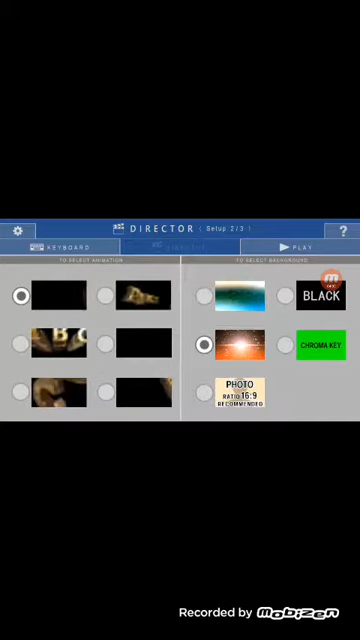 DIRECTOR ( Setup 2/3 )
?
KEYBOARD
DIRECTOR
PLAY
TO SELECT ANIMATION
TO SELECT BACKGROUND
BLACK
B C
CHROMA KEY
PHOTO
RATIO 16:9
RECOMMENDED
Recorded by mobizen